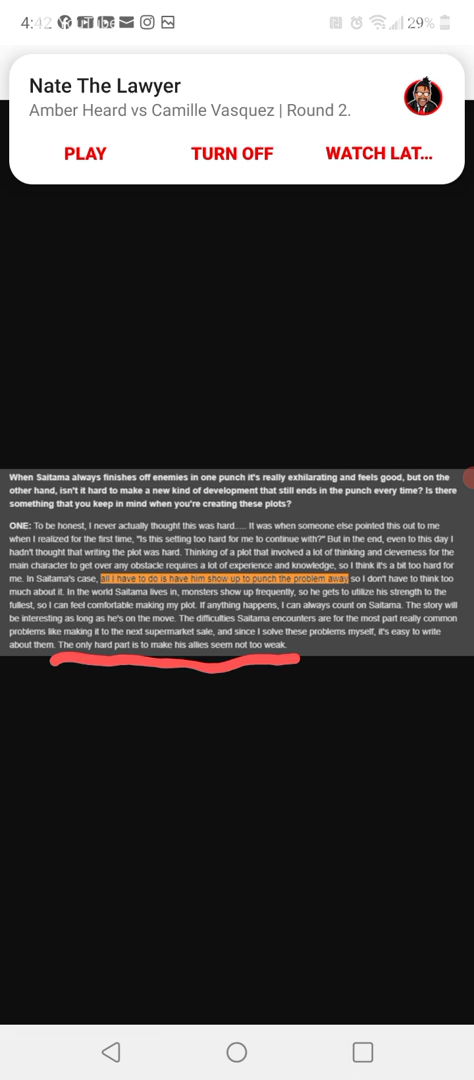 4:42
29%
Nate The Lawyer
Amber Heard vs Camille Vasquez | Round 2.
PLAY TURN OFF WATCH LAT...
When Saitama always finishes off enemies in one punch it's really exhilarating and feels good, but on the
other hand, isn't it hard to make a new kind of development that still ends in the punch every time? Is there
something that you keep in mind when you're creating these plots?
ONE: To be honest, I never actually thought this was hard..... It was when someone else pointed this out to me
when I realized for the first time, "Is this setting too hard for me to continue with?" But in the end, even to this day I
hadn't thought that writing the plot was hard. Thinking of a plot that involved a lot of thinking and cleverness for the
main character to get over any obstacle requires a lot of experience and knowledge, so I think it's a bit too hard for
me. In Saitama's case, all I have to do is have him show up to punch the problem away so I don't have to think too
much about it. In the world Saitama lives in, monsters show up frequently, so he gets to utilize his strength to the
fullest, so I can feel comfortable making my plot. If anything happens, I can always count on Saitama. The story will
be interesting as long as he's on the move. The difficulties Saitama encounters are for the most part really common
problems like making it to the next supermarket sale, and since I solve these problems myself, it's easy to write
about them. The only hard part is to make his allies seem not too weak.